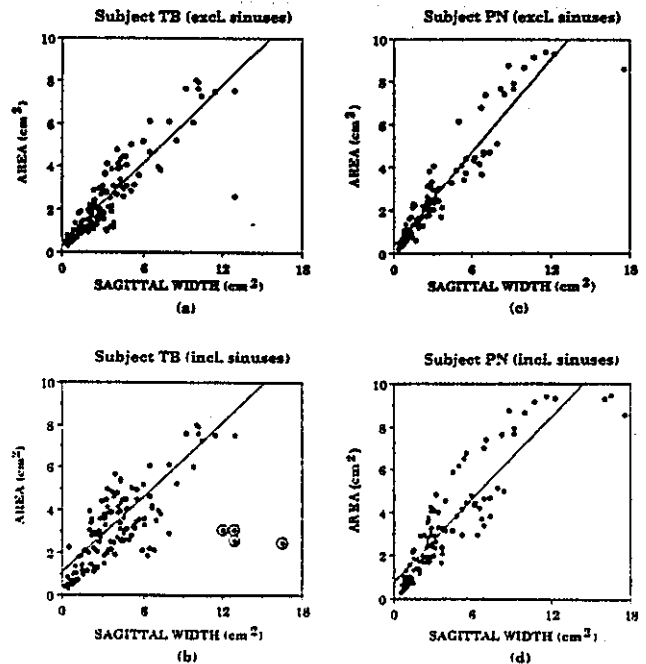 Subject TB (excl. sinuses)
10
8
6
4
2
0
AREA (cm2)
0 6 12 18
SAGITTAL WIDTH (cm2)
(a)
Subject PN (excl. sinuses)
10
8
6
4
2
0
AREA (cm2)
0 6 12 18
SAGITTAL WIDTH (cm2)
(c)
Subject TB (incl. sinuses)
10
8
6
4
2
0
AREA (cm2)
0 6 12 18
SAGITTAL WIDTH (cm2)
(b)
Subject PN (incl. sinuses)
10
8
6
4
2
0
AREA (cm2)
0 6 12 18
SAGITTAL WIDTH (cm2)
(d)